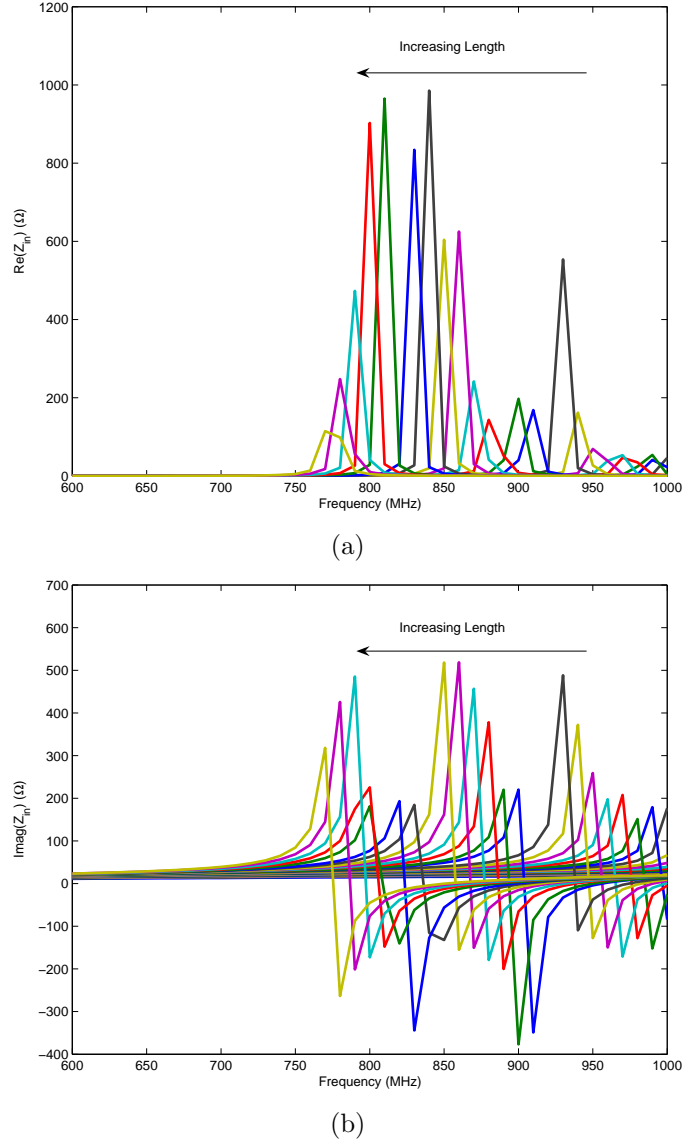 1200
1000
800
600
400
200
0
Re(Z_in) (Ω)
Increasing Length
600 650 700 750 800 850 900 950 1000
Frequency (MHz)
(a)
700
600
500
400
300
200
100
0
−100
−200
−300
−400
Imag(Z_in) (Ω)
Increasing Length
600 650 700 750 800 850 900 950 1000
Frequency (MHz)
(b)